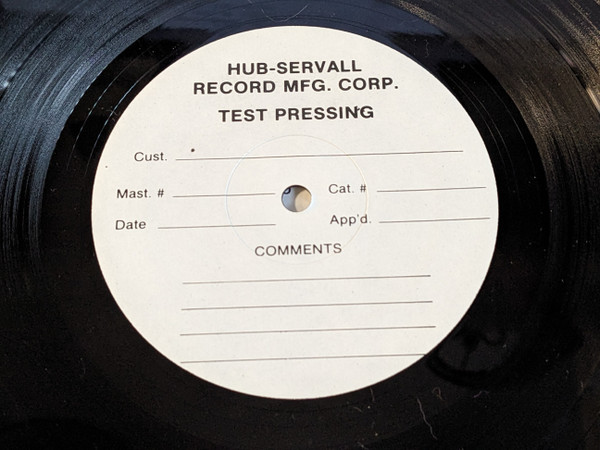 HUB-SERVALL
RECORD MFG. CORP.
TEST PRESSING
Cust.
Mast. # Cat. #
Date App'd.
COMMENTS